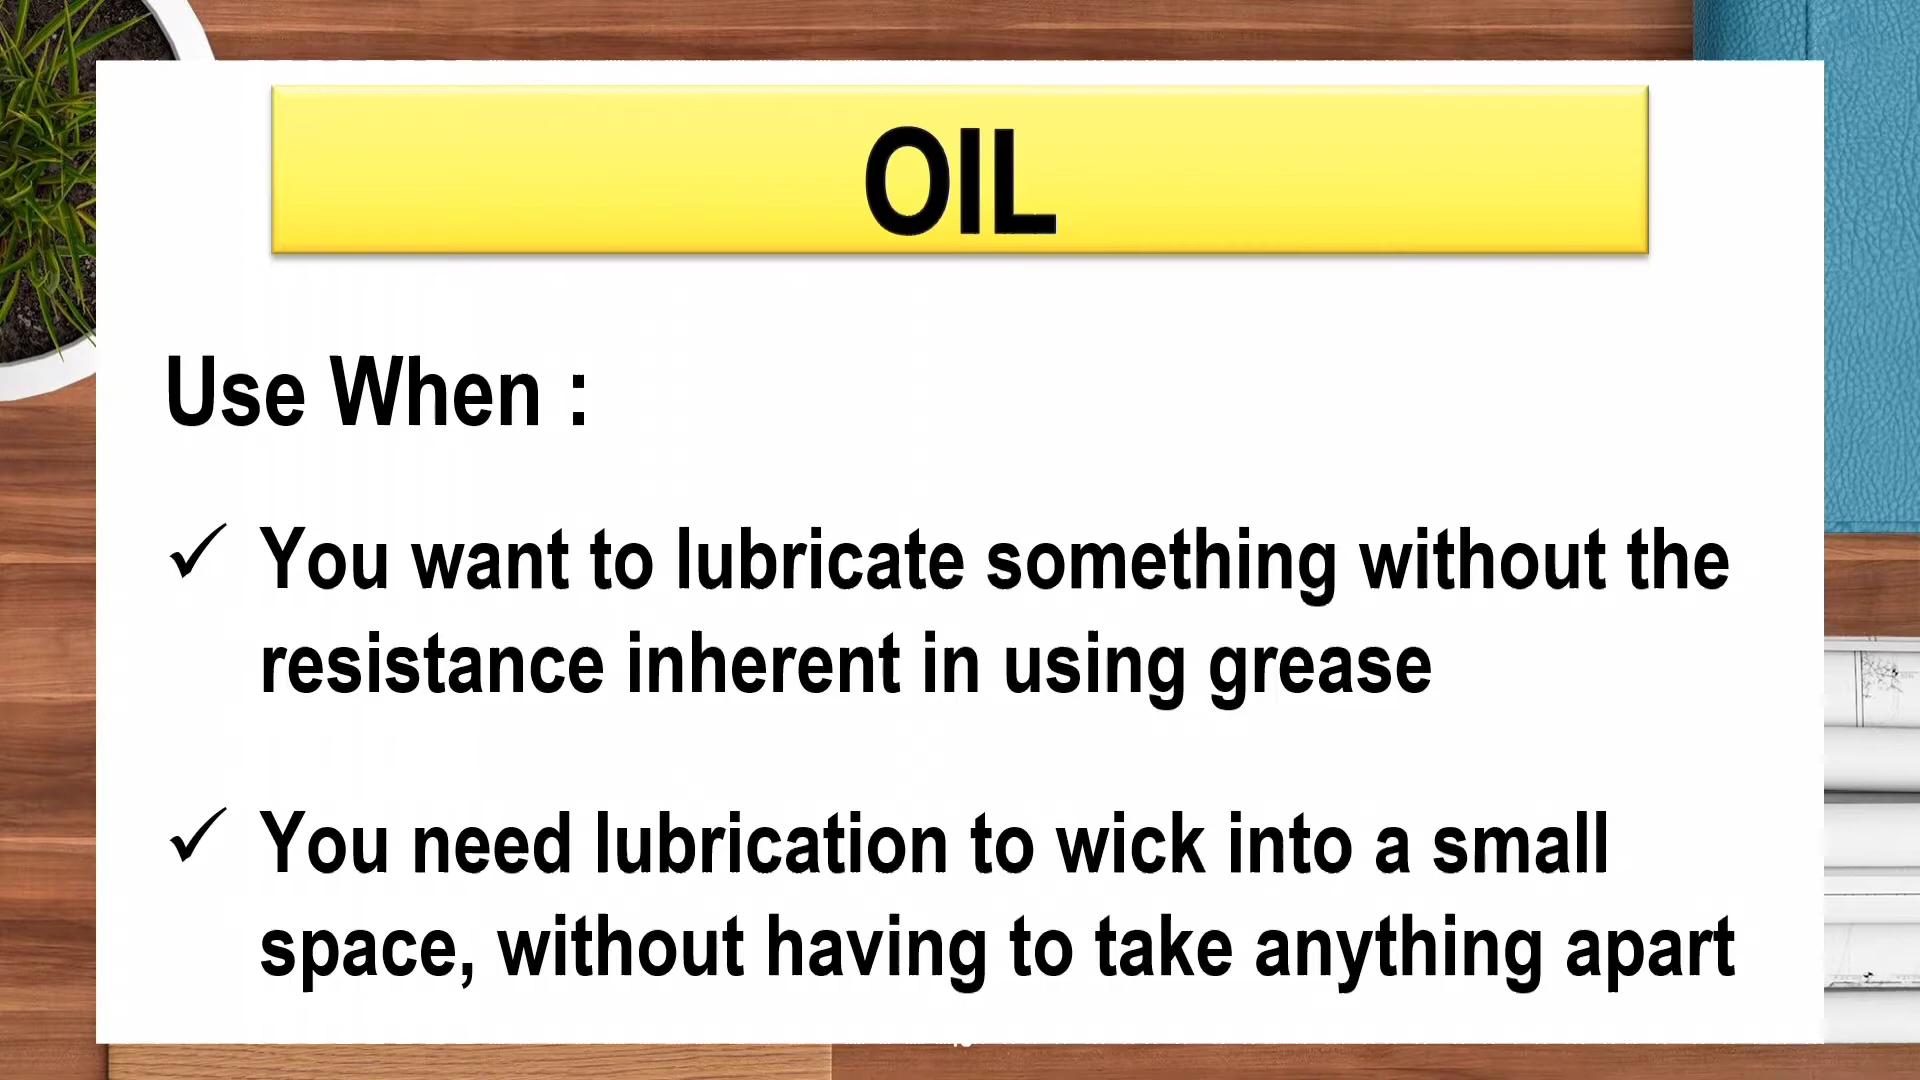 OIL
Use When :
✓ You want to lubricate something without the
resistance inherent in using grease
✓ You need lubrication to wick into a small
space, without having to take anything apart